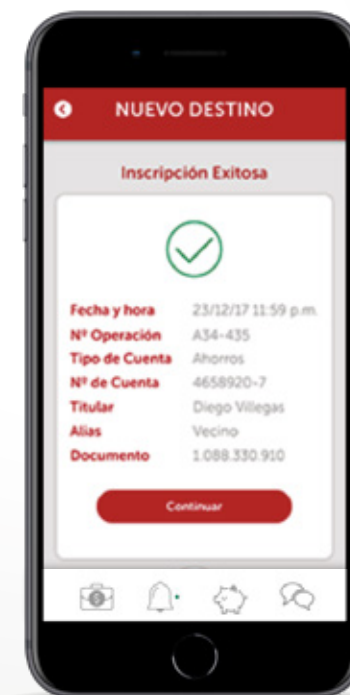 NUEVO DESTINO
Inscripción Exitosa
Fecha y hora 23/12/17 11:59 p.m.
Nº Operación A34-435
Tipo de Cuenta Ahorros
Nº de Cuenta 4658920-7
Titular Diego Villegas
Alias Vecino
Documento 1.088.330.910
Continuar